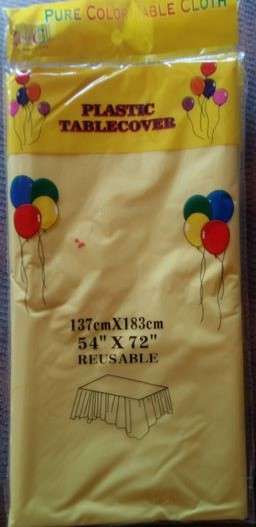 PURE COLOR TABLE CLOTH
PLASTIC
TABLECOVER
137cmX183cm
54" X 72"
REUSABLE